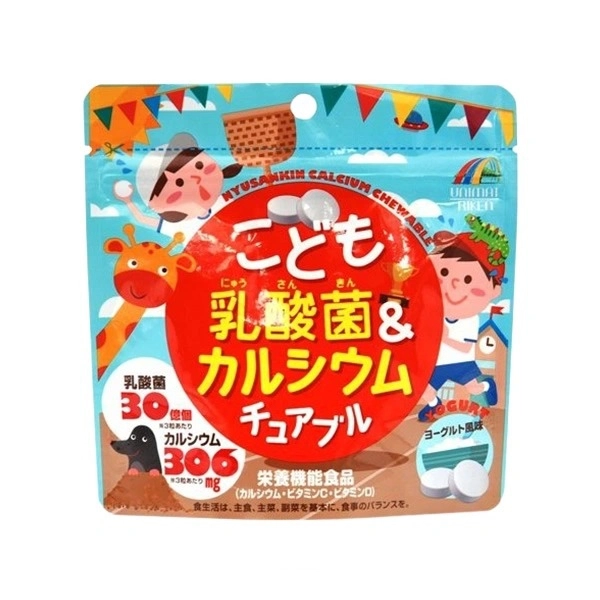 NYUSANKIN CALCIUM CHEWABLE
UNIMAT
RIKEN
こども
にゅう さん きん
乳酸菌&
カルシウム
チュアブル
乳酸菌
30億個
※3粒あたり
カルシウム
306mg
※3粒あたり
YOGURT
ヨーグルト風味
栄養機能食品
(カルシウム・ビタミンC・ビタミンD)
食生活は、主食、主菜、副菜を基本に、食事のバランスを。